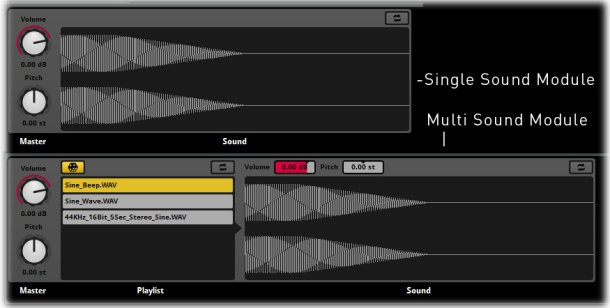 Volume
0.00 dB
Pitch
0.00 st
Master
Sound
-Single Sound Module
Multi Sound Module
Volume
0.00 dB
Pitch
0.00 st
Master
Sine_Beep.WAV
Sine_Wave.WAV
44KHz_16Bit_5Sec_Stereo_Sine.WAV
Playlist
Volume 0.00 dB Pitch 0.00 st
Sound